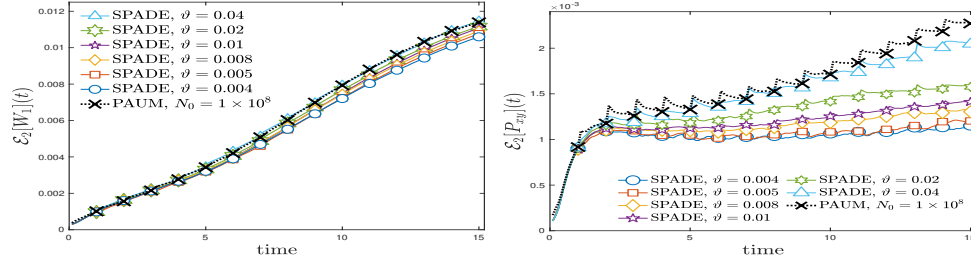 0.012
0.01
0.008
0.006
0.004
0.002
0
0
5
10
15
time
ℰ₂[W₁](t)
SPADE, ϑ = 0.04
SPADE, ϑ = 0.02
SPADE, ϑ = 0.01
SPADE, ϑ = 0.008
SPADE, ϑ = 0.005
SPADE, ϑ = 0.004
PAUM, N₀ = 1 × 10⁸
×10⁻³
2
1.5
1
0.5
0
0
5
10
15
time
ℰ₂[Pₓᵧ](t)
SPADE, ϑ = 0.004
SPADE, ϑ = 0.005
SPADE, ϑ = 0.008
SPADE, ϑ = 0.01
SPADE, ϑ = 0.02
SPADE, ϑ = 0.04
PAUM, N₀ = 1 × 10⁸